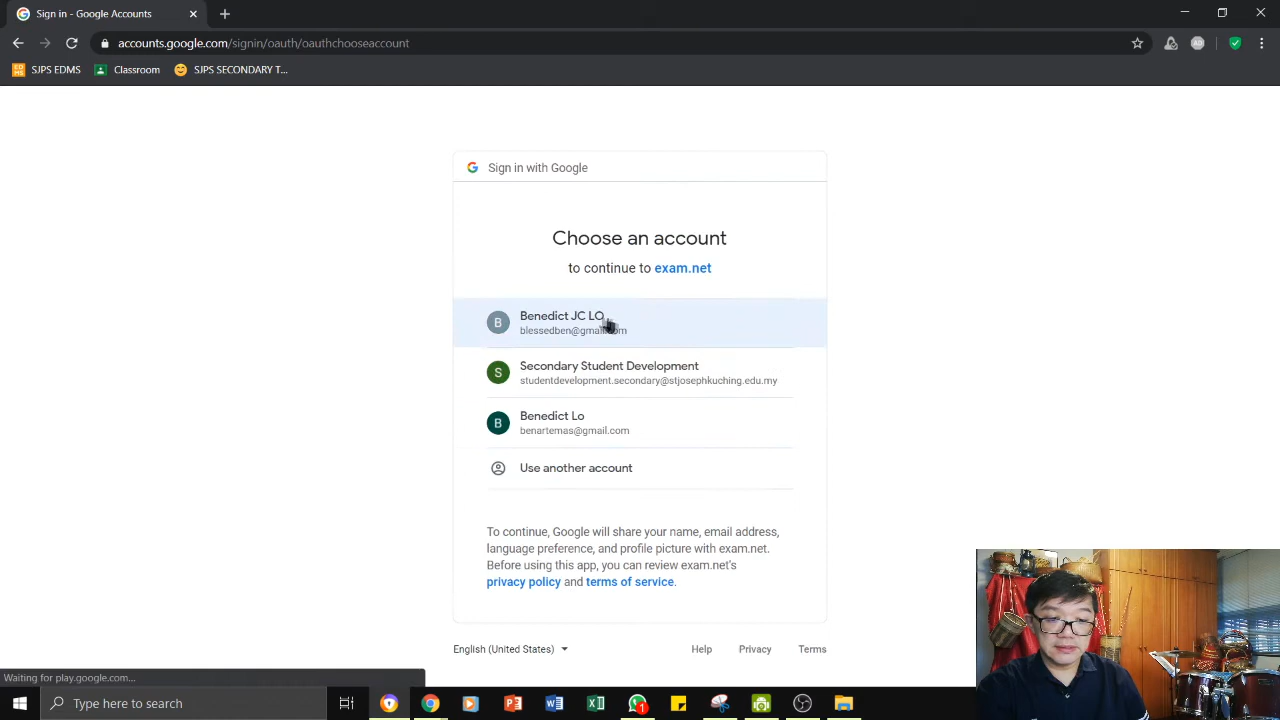 Sign in - Google Accounts
accounts.google.com/signin/oauth/oauthchooseaccount
SJPS EDMS
Classroom
SJPS SECONDARY T...
Sign in with Google
Choose an account
to continue to exam.net
B
Benedict JC LO
blessedben@gmail.com
S
Secondary Student Development
studentdevelopment.secondary@stjosephkuching.edu.my
B
Benedict Lo
benartemas@gmail.com
Use another account
To continue, Google will share your name, email address,
language preference, and profile picture with exam.net.
Before using this app, you can review exam.net's
privacy policy and terms of service.
English (United States)
Help
Privacy
Terms
Waiting for play.google.com...
Type here to search
1